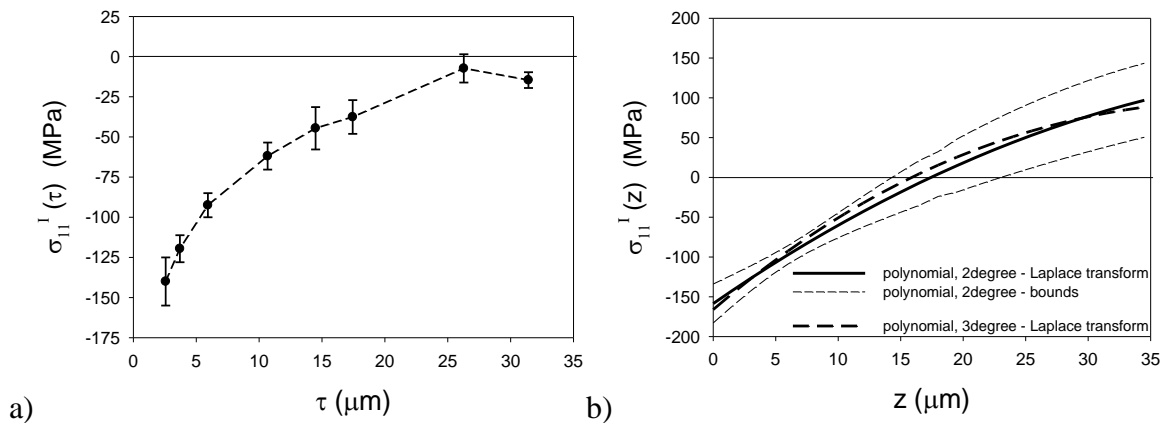 25
0
-25
-50
-75
-100
-125
-150
-175
0 5 10 15 20 25 30 35
σ₁₁ᴵ (τ) (MPa)
τ (μm)
a)
200
150
100
50
0
-50
-100
-150
-200
0 5 10 15 20 25 30 35
σ₁₁ᴵ (z) (MPa)
z (μm)
b)
polynomial, 2degree - Laplace transform
polynomial, 2degree - bounds
polynomial, 3degree - Laplace transform